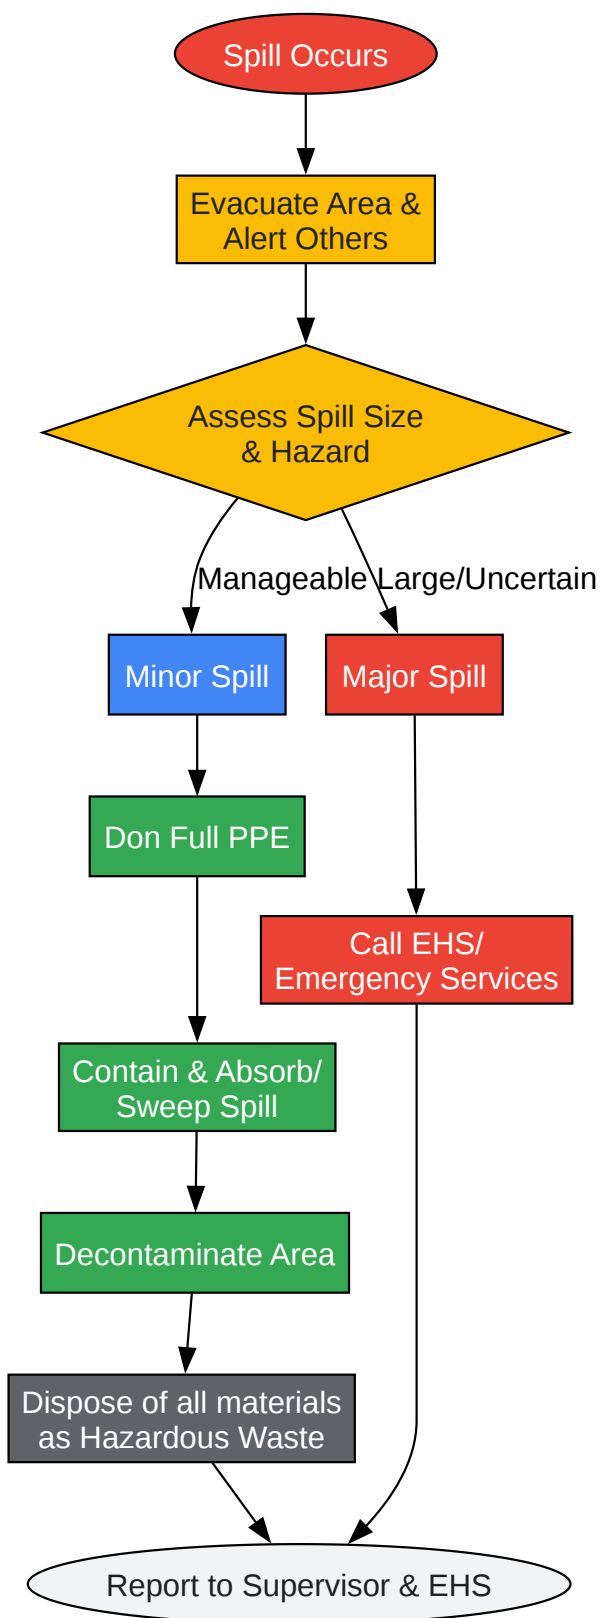 Spill Occurs
Evacuate Area &
Alert Others
Assess Spill Size
& Hazard
Manageable
Large/Uncertain
Minor Spill
Major Spill
Don Full PPE
Call EHS/
Emergency Services
Contain & Absorb/
Sweep Spill
Decontaminate Area
Dispose of all materials
as Hazardous Waste
Report to Supervisor & EHS